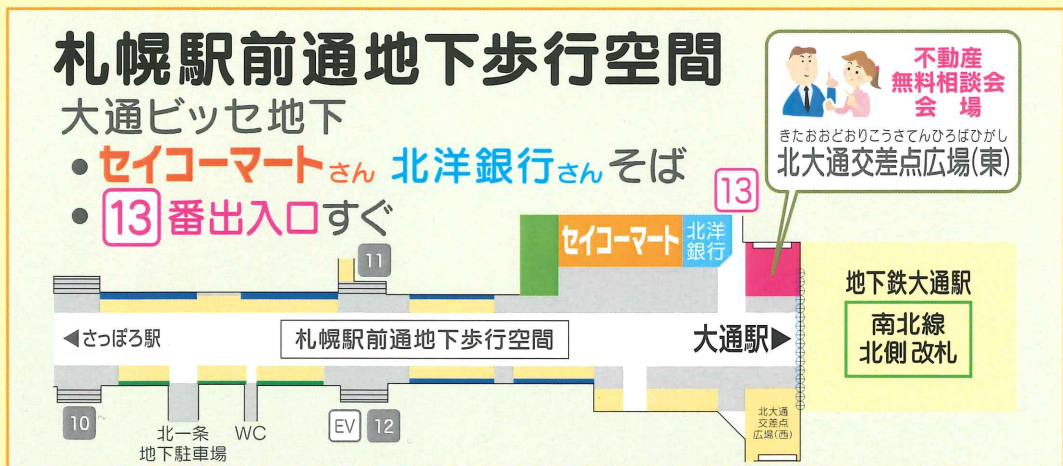 札幌駅前通地下歩行空間
大通ビッセ地下
• セイコーマートさん 北洋銀行さん そば
• 13番出入口すぐ
不動産
無料相談会
会場
きたおおどおりこうさてんひろばひがし
北大通交差点広場(東)
13
セイコーマート
北洋
銀行
11
地下鉄大通駅
南北線
北側改札
◀さっぽろ駅
札幌駅前通地下歩行空間
大通駅▶
10
北一条
地下駐車場
WC
EV
12
北大通
交差点
広場(西)